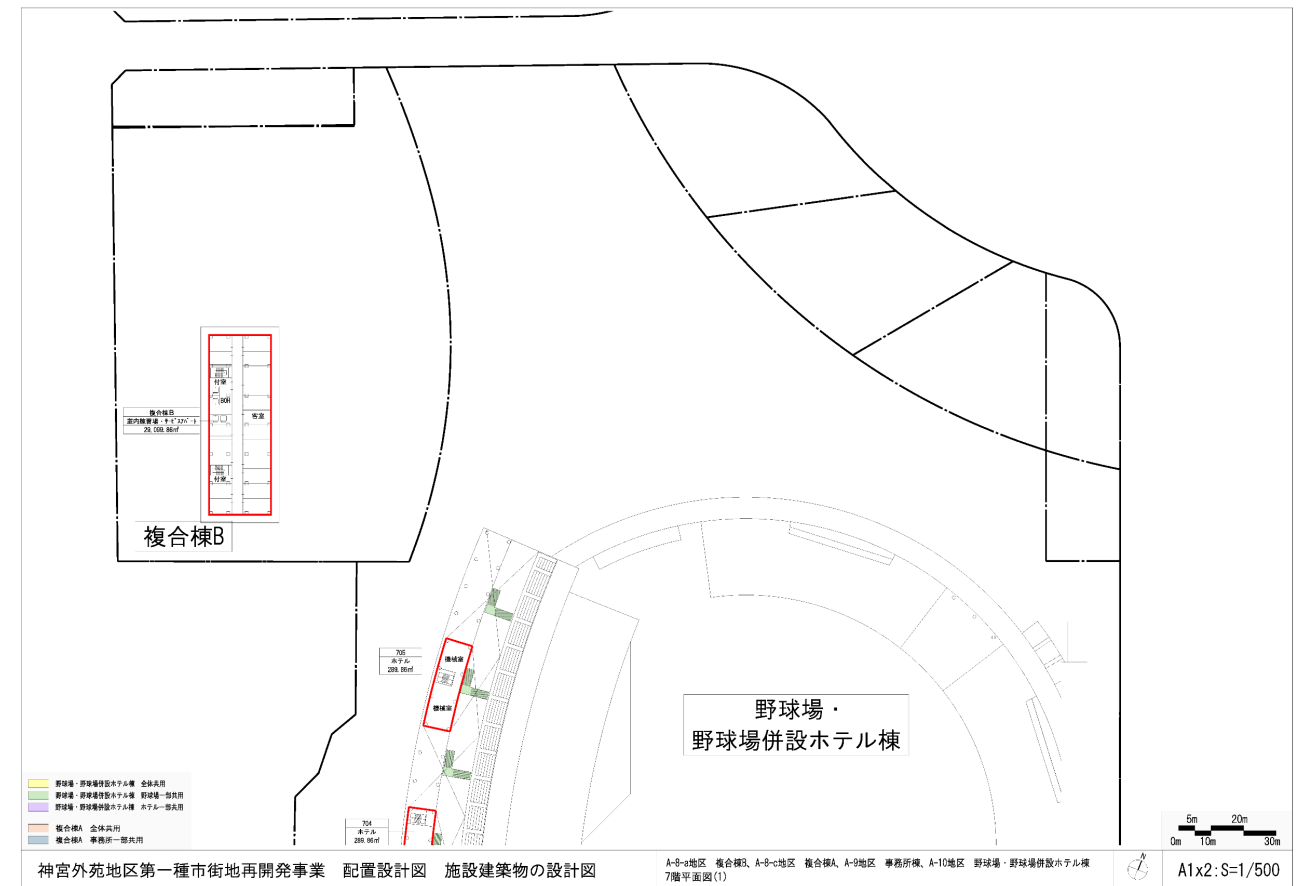 付室
BOH
客室
複合棟B
室内練習場・サービスアパート
29,099.86㎡
付室
複合棟B
705
ホテル
289.86㎡
機械室
機械室
野球場・
野球場併設ホテル棟
704
ホテル
289.86㎡
野球場・野球場併設ホテル棟 全体共用
野球場・野球場併設ホテル棟 野球場一部共用
野球場・野球場併設ホテル棟 ホテル一部共用
複合棟A 全体共用
複合棟A 事務所一部共用
5m 20m
0m 10m 30m
神宮外苑地区第一種市街地再開発事業 配置設計図 施設建築物の設計図
A-8-a地区 複合棟B、A-8-c地区 複合棟A、A-9地区 事務所棟、A-10地区 野球場・野球場併設ホテル棟
7階平面図(1)
A1x2:S=1/500